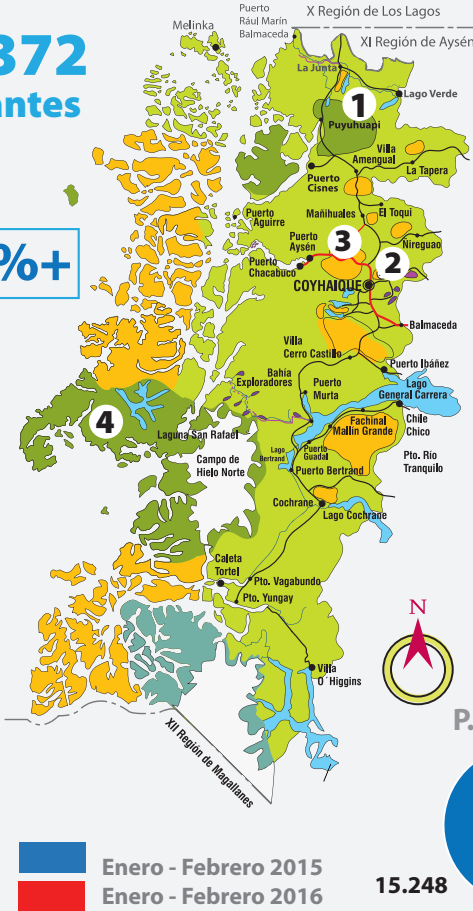 372
antes
%+
Puerto
Rául Marín
Balmaceda
X Región de Los Lagos
XI Región de Aysén
Melinka
La Junta
Lago Verde
1
Puyuhuapi
Villa
Amengual
La Tapera
Puerto
Cisnes
Puerto
Aguirre
Mañihuales
El Toqui
Puerto
Aysén
3
Nireguao
Puerto
Chacabuco
2
COYHAIQUE
Balmaceda
Villa
Cerro Castillo
Puerto Ibáñez
Bahía
Exploradores
Puerto
Murta
Lago
General Carrera
4
Laguna San Rafael
Fachinal
Mallin Grande
Chile
Chico
Campo de
Hielo Norte
Lago
Bertrand
Puerto
Guadal
Puerto Bertrand
Pto. Río
Tranquilo
Cochrane
Lago Cochrane
Caleta
Tortel
Pto. Vagabundo
Pto. Yungay
N
Villa
O´Higgins
P.
XII Región de Magallanes
Enero - Febrero 2015
Enero - Febrero 2016
15.248